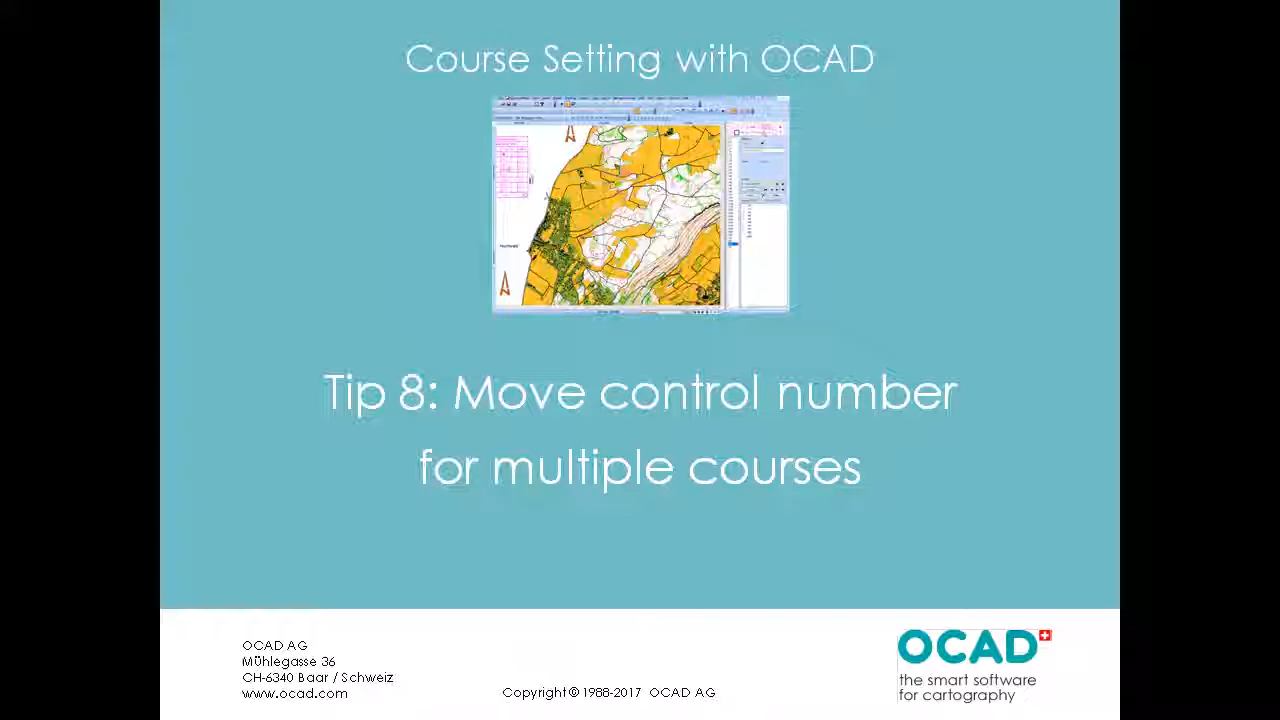 Course Setting with OCAD
Tip 8: Move control number
for multiple courses
OCAD AG
Mühlegasse 36
CH-6340 Baar / Schweiz
www.ocad.com
Copyright © 1988-2017 OCAD AG
OCAD
the smart software
for cartography